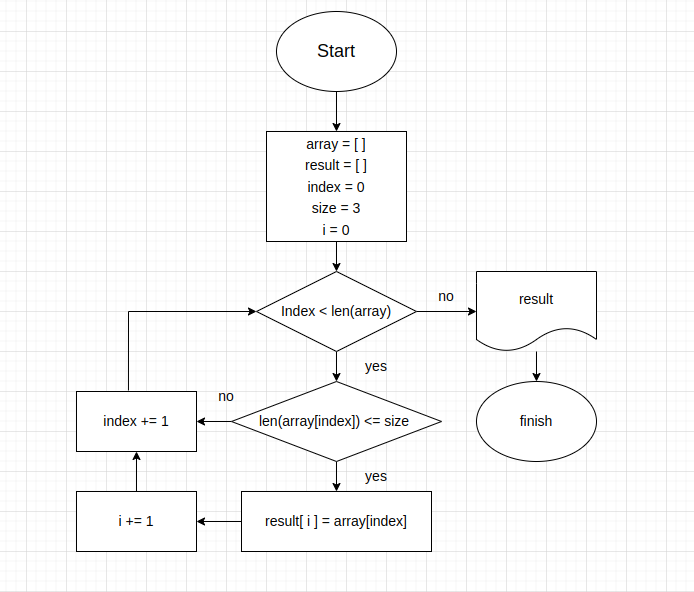 Start
array = [ ]
result = [ ]
index = 0
size = 3
i = 0
Index < len(array)
no
result
yes
no
index += 1
len(array[index]) <= size
finish
yes
i += 1
result[ i ] = array[index]